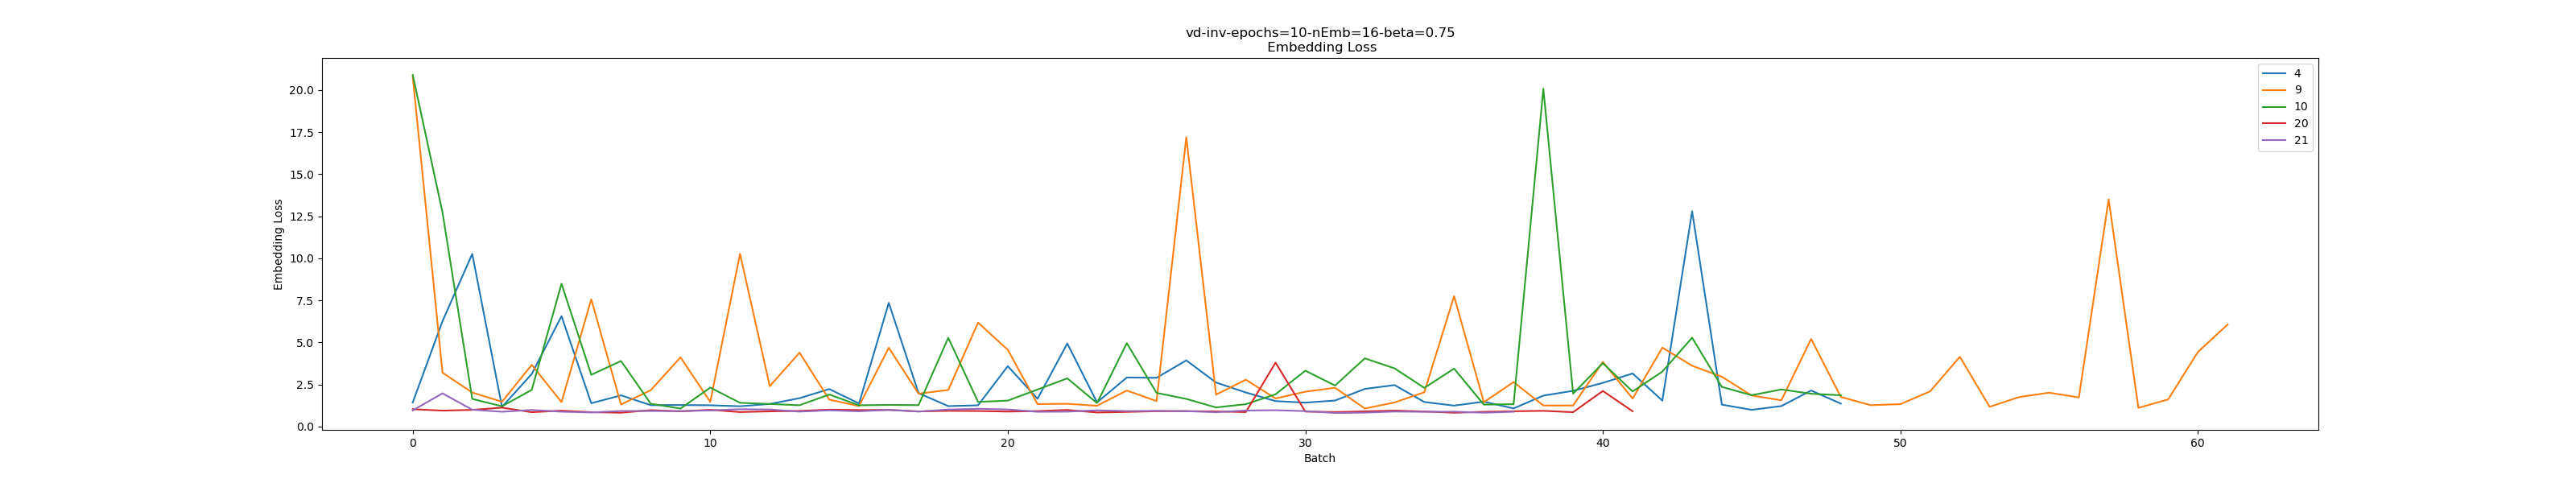 vd-inv-epochs=10-nEmb=16-beta=0.75
Embedding Loss
4
9
10
20
21
20.0
17.5
15.0
12.5
10.0
7.5
5.0
2.5
0.0
Embedding Loss
0 10 20 30 40 50 60
Batch